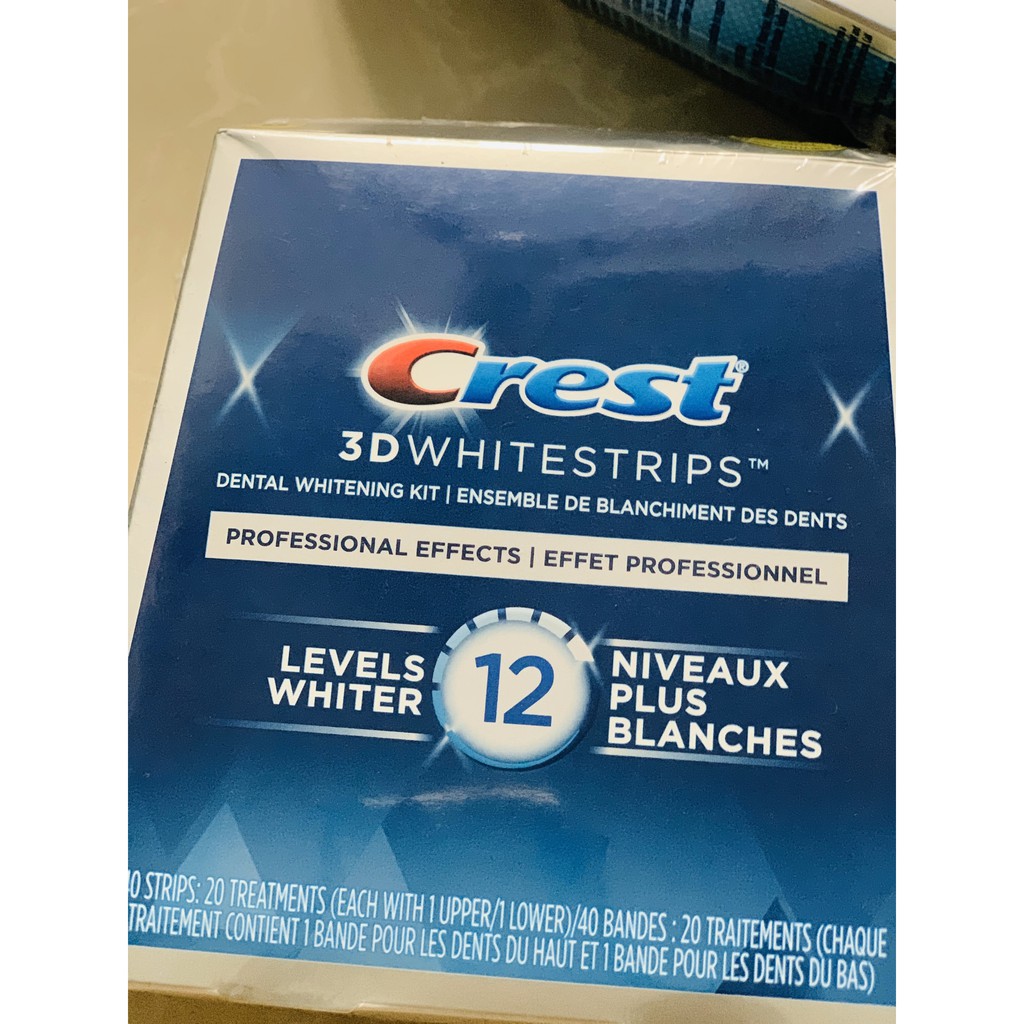 Crest®
3DWHITESTRIPS™
DENTAL WHITENING KIT | ENSEMBLE DE BLANCHIMENT DES DENTS
PROFESSIONAL EFFECTS | EFFET PROFESSIONNEL
LEVELS WHITER
12
NIVEAUX PLUS BLANCHES
40 STRIPS: 20 TREATMENTS (EACH WITH 1 UPPER/1 LOWER)/40 BANDES : 20 TRAITEMENTS (CHAQUE
TRAITEMENT CONTIENT 1 BANDE POUR LES DENTS DU HAUT ET 1 BANDE POUR LES DENTS DU BAS)